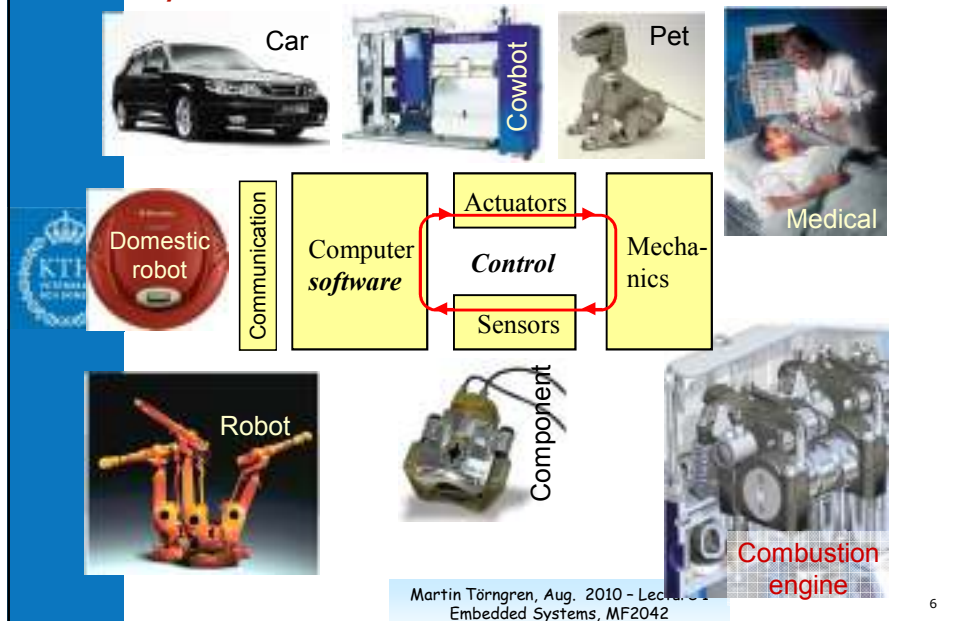 Car
Cowbot
Pet
Medical
Domestic
robot
Communication
Computer
software
Actuators
Control
Sensors
Mecha-
nics
KTH
Robot
Component
Combustion
engine
Martin Törngren, Aug. 2010 –
Embedded Systems, MF2042
6